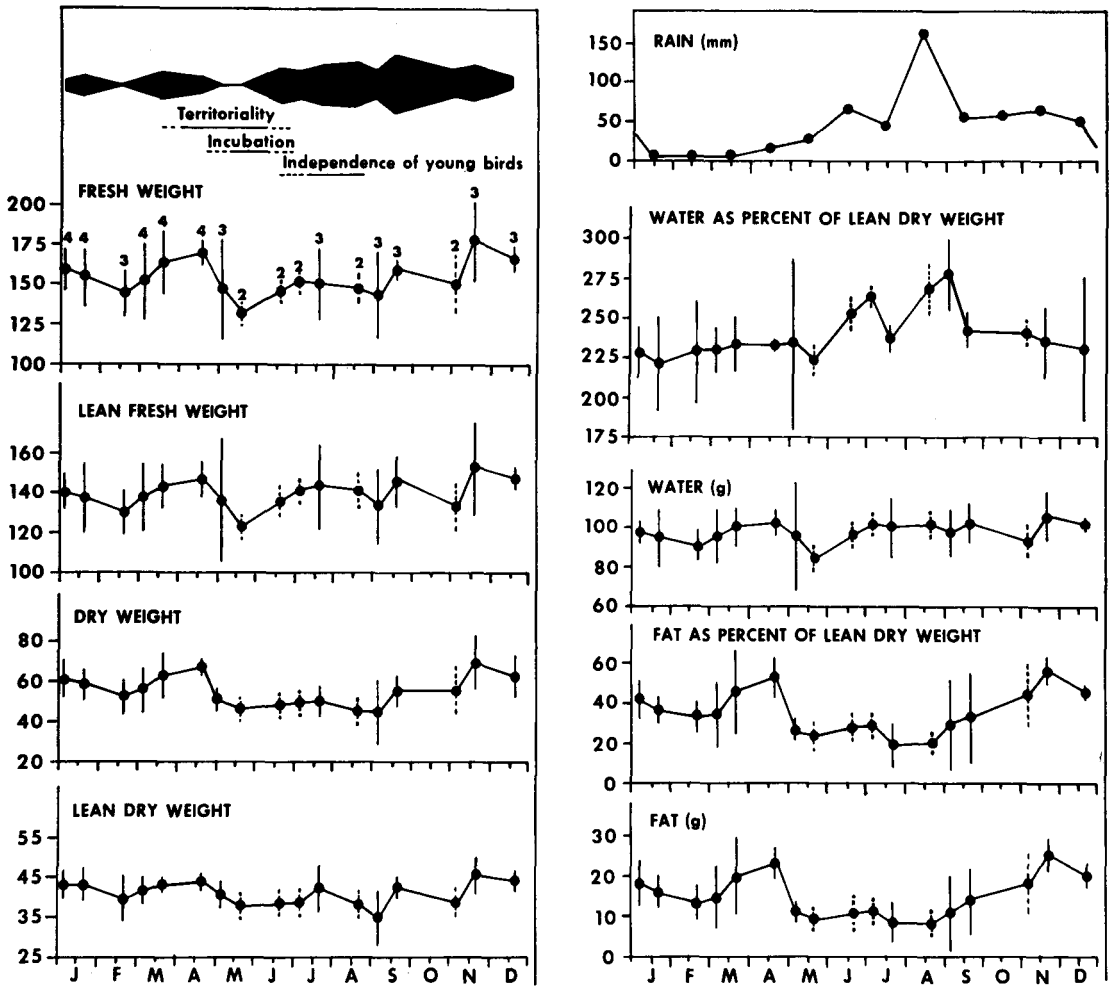 Territoriality
Incubation
Independence of young birds
FRESH WEIGHT
200
175
150
125
100
4 4 3 4 4 4 3 2 2 2 3 2 3 3 2 3 3
LEAN FRESH WEIGHT
160
140
120
100
DRY WEIGHT
80
60
40
20
LEAN DRY WEIGHT
55
45
35
25
J F M A M J J A S O N D
RAIN (mm)
150
100
50
0
WATER AS PERCENT OF LEAN DRY WEIGHT
300
275
250
225
200
175
WATER (g)
120
100
80
60
FAT AS PERCENT OF LEAN DRY WEIGHT
60
40
20
0
FAT (g)
30
20
10
0
J F M A M J J A S O N D